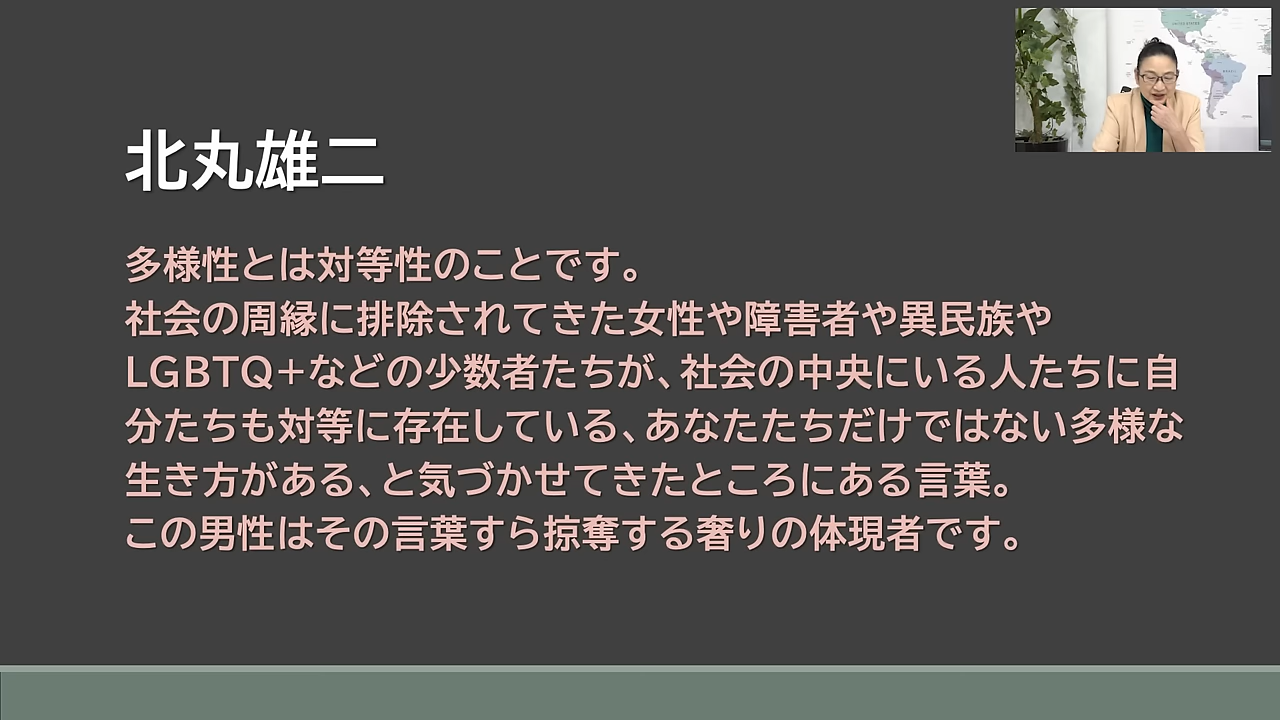 北丸雄二
多様性とは対等性のことです。
社会の周縁に排除されてきた女性や障害者や異民族や
LGBTQ+などの少数者たちが、社会の中央にいる人たちに自
分たちも対等に存在している、あなたたちだけではない多様な
生き方がある、と気づかせてきたところにある言葉。
この男性はその言葉すら掠奪する奢りの体現者です。